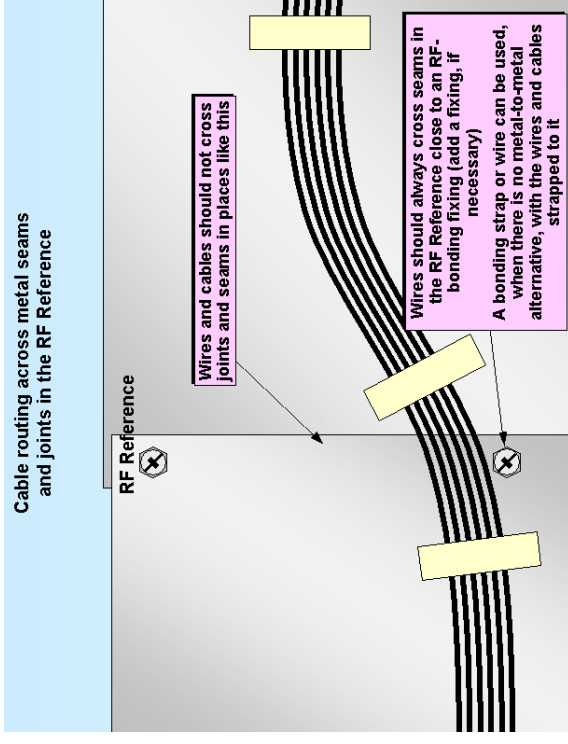 Cable routing across metal seams
and joints in the RF Reference
RF Reference
Wires and cables should not cross
joints and seams in places like this
Wires should always cross seams in
the RF Reference close to an RF-
bonding fixing (add a fixing, if
necessary)
A bonding strap or wire can be used,
when there is no metal-to-metal
alternative, with the wires and cables
strapped to it